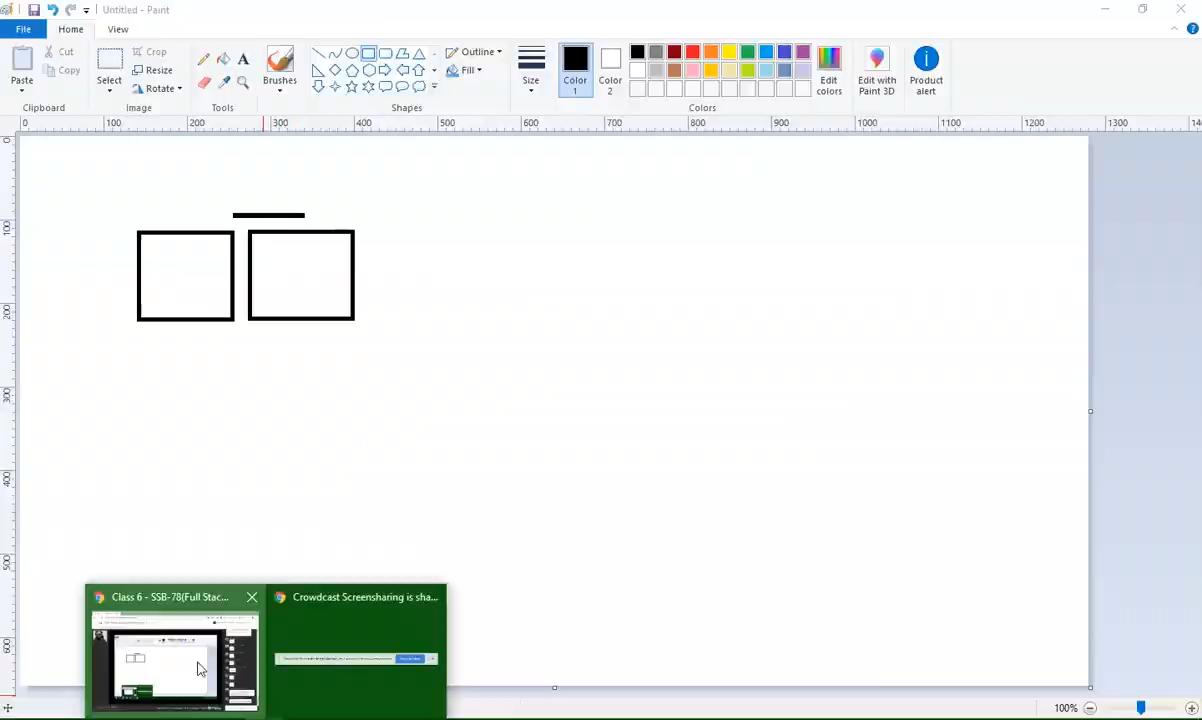 Untitled - Paint
File
Home
View
Paste
Cut
Copy
Clipboard
Select
Crop
Resize
Rotate
Image
A
Tools
Brushes
Outline
Fill
Shapes
Size
Color 1
Color 2
Edit colors
Colors
Edit with Paint 3D
Product alert
0 100 200 300 400 500 600 700 800 900 1000 1100 1200 1300
0
100
200
300
400
500
600
Class 6 - SSB-78(Full Stac...
Crowdcast Screensharing is sha...
100%